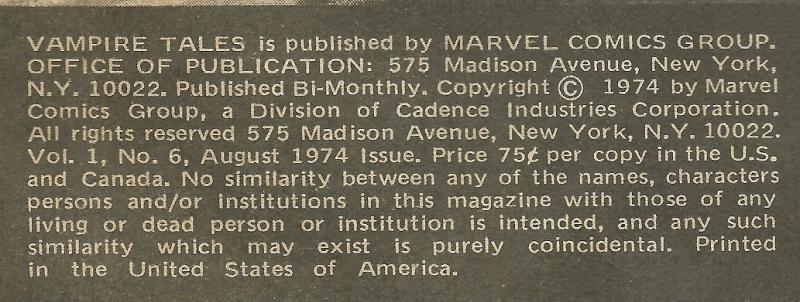 VAMPIRE TALES is published by MARVEL COMICS GROUP.
OFFICE OF PUBLICATION: 575 Madison Avenue, New York,
N.Y. 10022. Published Bi-Monthly. Copyright © 1974 by Marvel
Comics Group, a Division of Cadence Industries Corporation.
All rights reserved 575 Madison Avenue, New York, N.Y. 10022.
Vol. 1, No. 6, August 1974 Issue. Price 75¢ per copy in the U.S.
and Canada. No similarity between any of the names, characters
persons and/or institutions in this magazine with those of any
living or dead person or institution is intended, and any such
similarity which may exist is purely coincidental. Printed
in the United States of America.